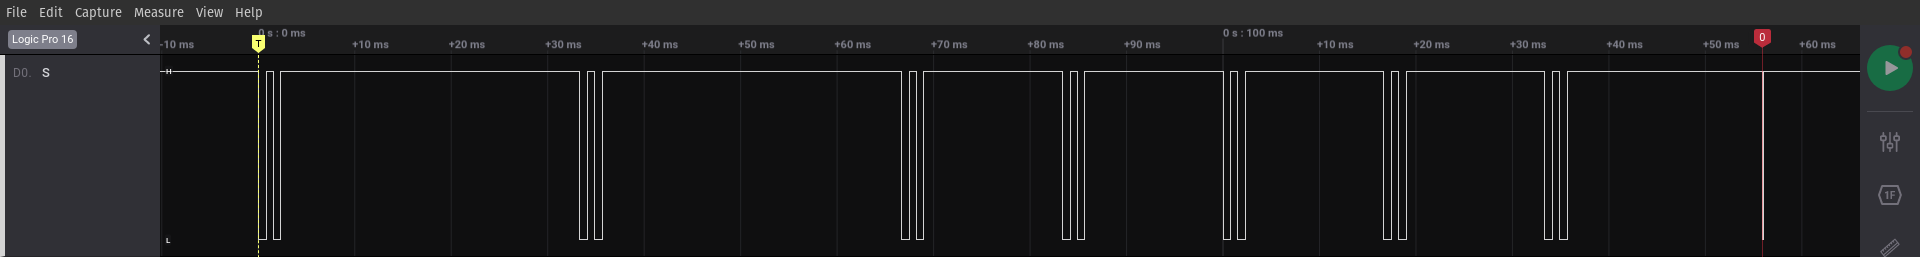 File Edit Capture Measure View Help
Logic Pro 16
0 s : 0 ms 0 s : 100 ms
-10 ms +10 ms +20 ms +30 ms +40 ms +50 ms +60 ms +70 ms +80 ms +90 ms +10 ms +20 ms +30 ms +40 ms +50 ms +60 ms
T 0
D0. S
H
L
1F